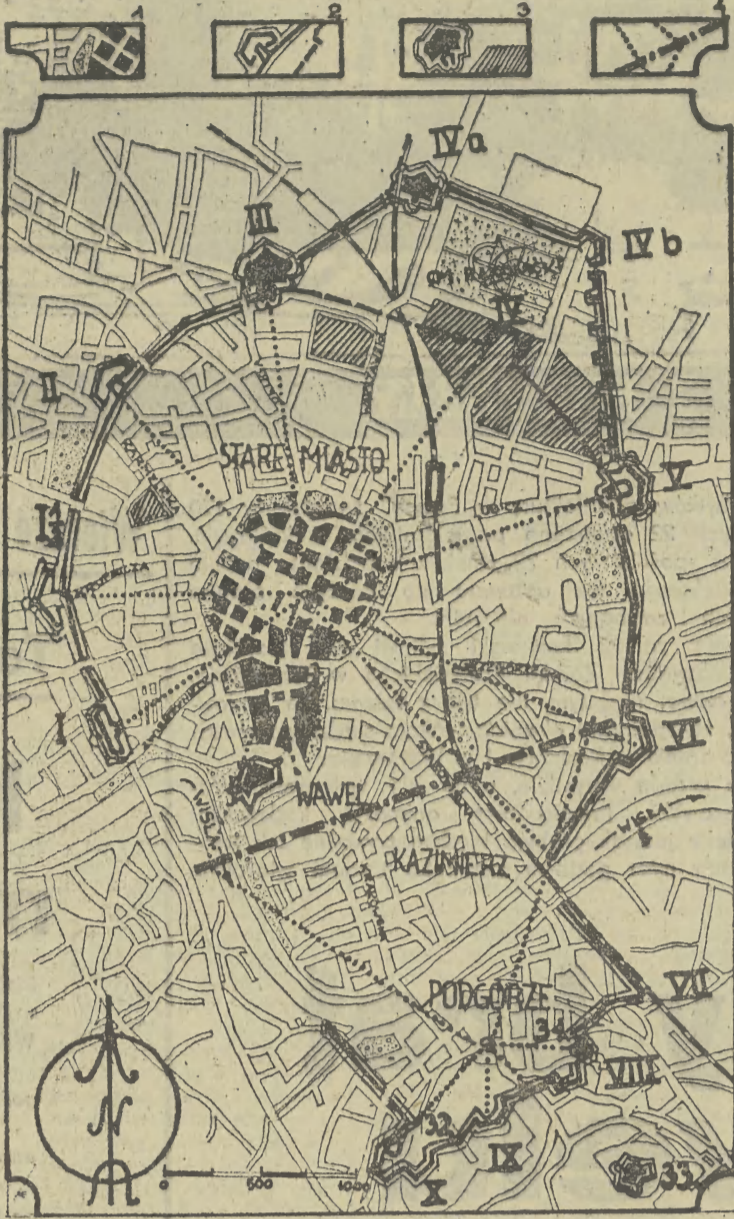 1 2 3 4
IVa
III
IVb
IV
II
STARE MIASTO
V
LUBICZ
I
I
VI
WAWEL
WISŁA
WISŁA
KAZIMIERZ
VII
PODGÓRZE
34
VIII
32
IX
X
33
N
0 500 1000